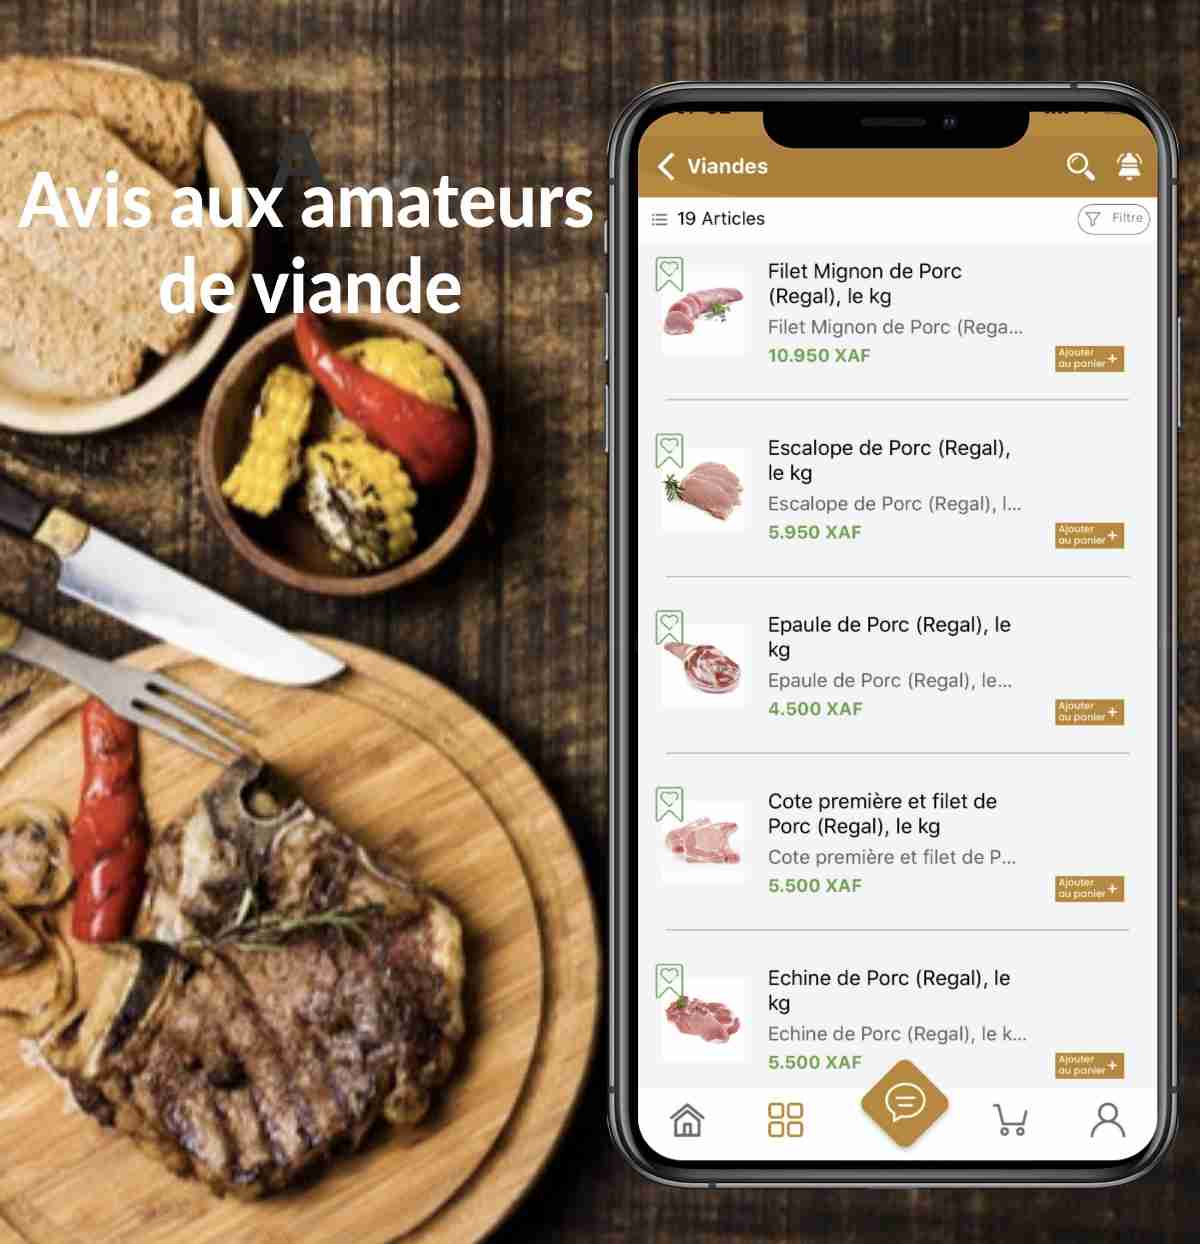 A
Avis aux amateurs
de viande
Viandes
19 Articles
Filtre
Filet Mignon de Porc
(Regal), le kg
Filet Mignon de Porc (Rega...
10.950 XAF
Ajouter
au panier +
Escalope de Porc (Regal),
le kg
Escalope de Porc (Regal), l...
5.950 XAF
Ajouter
au panier +
Epaule de Porc (Regal), le
kg
Epaule de Porc (Regal), le...
4.500 XAF
Ajouter
au panier +
Cote première et filet de
Porc (Regal), le kg
Cote première et filet de P...
5.500 XAF
Ajouter
au panier +
Echine de Porc (Regal), le
kg
Echine de Porc (Regal), le k...
5.500 XAF
Ajouter
au panier +